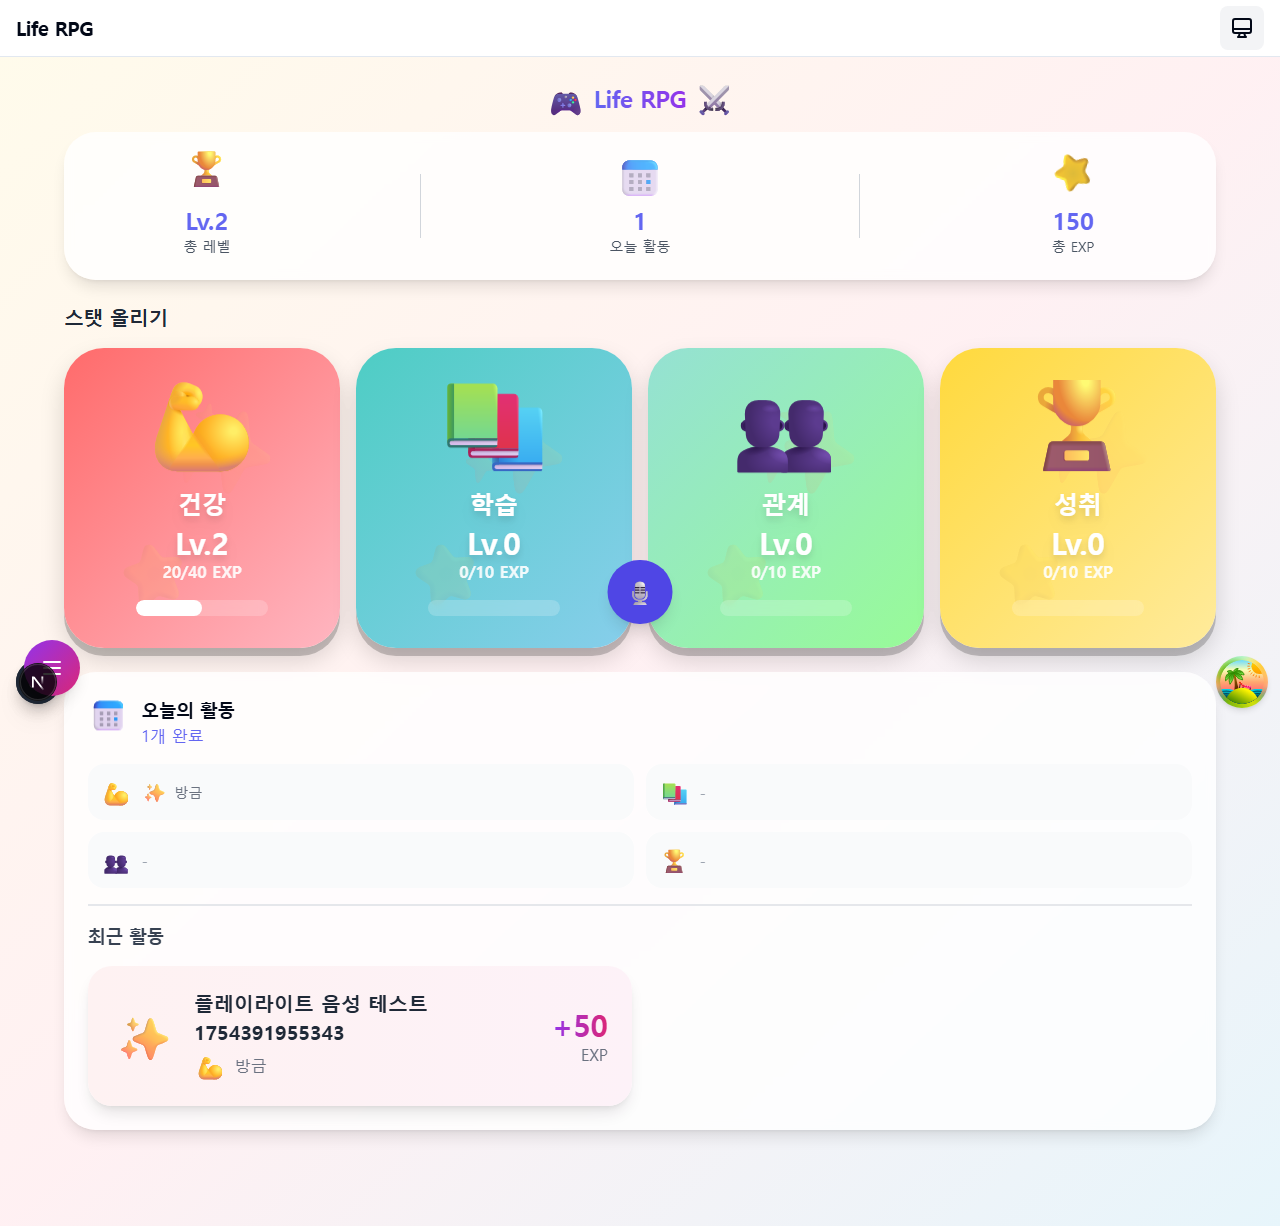 Life RPG
Life RPG
Lv.2
총 레벨
1
오늘 활동
150
총 EXP
스탯 올리기
건강
Lv.2
20/40 EXP
학습
Lv.0
0/10 EXP
관계
Lv.0
0/10 EXP
성취
Lv.0
0/10 EXP
N
오늘의 활동
1개 완료
방금
-
-
-
최근 활동
플레이라이트 음성 테스트
1754391955343
방금
+50
EXP